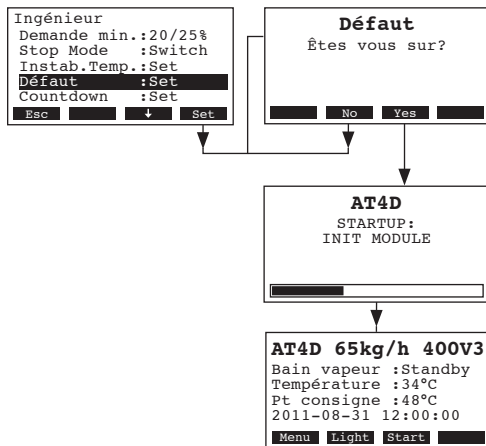 Ingénieur
Demande min.:20/25%
Stop Mode :Switch
Instab.Temp.:Set
Défaut :Set
Countdown :Set
Esc ↓ Set
Défaut
Êtes vous sur?
No Yes
AT4D
STARTUP:
INIT MODULE
AT4D 65kg/h 400V3
Bain vapeur :Standby
Température :34°C
Pt consigne :48°C
2011-08-31 12:00:00
Menu Light Start